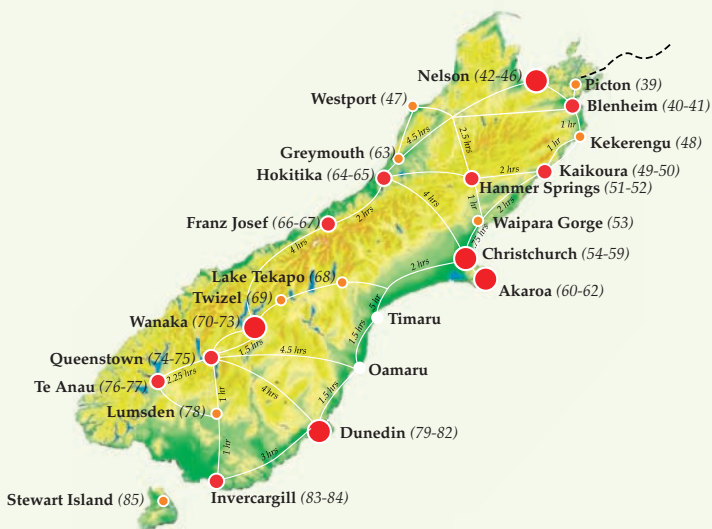 Nelson (42-46)
Picton (39)
Westport (47)
Blenheim (40-41)
1 hr
4.5 hrs
2.5 hrs
Kekerengu (48)
1 hr
Greymouth (63)
2 hrs
Kaikoura (49-50)
Hokitika (64-65)
Hanmer Springs (51-52)
4 hrs
1 hr
2 hrs
2 hrs
Franz Josef (66-67)
Waipara Gorge (53)
.75 hrs
4 hrs
Christchurch (54-59)
2 hrs
Lake Tekapo (68)
Akaroa (60-62)
Twizel (69)
.5 hr
Wanaka (70-73)
Timaru
1.5 hrs
1.5 hrs
Queenstown (74-75)
4.5 hrs
Oamaru
2.25 hrs
Te Anau (76-77)
1 hr
4 hrs
1.5 hrs
Lumsden (78)
Dunedin (79-82)
1 hr
3 hrs
Invercargill (83-84)
Stewart Island (85)